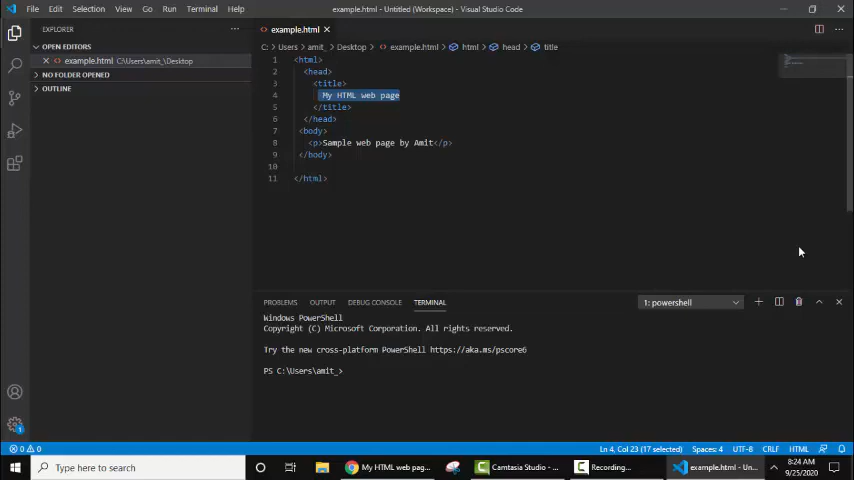 File Edit Selection View Go Run Terminal Help
example.html - Untitled (Workspace) - Visual Studio Code
EXPLORER
OPEN EDITORS
example.html C:\Users\amit_\Desktop
NO FOLDER OPENED
OUTLINE
example.html
C: > Users > amit_ > Desktop > example.html > html > head > title
1 <html>
2 <head>
3 <title>
4 My HTML web page
5 </title>
6 </head>
7 <body>
8 <p>Sample web page by Amit</p>
9 </body>
10
11 </html>
PROBLEMS OUTPUT DEBUG CONSOLE TERMINAL
1: powershell
Windows PowerShell
Copyright (C) Microsoft Corporation. All rights reserved.
Try the new cross-platform PowerShell https://aka.ms/pscore6
PS C:\Users\amit_>
1
0 0
Ln 4, Col 23 (17 selected) Spaces: 4 UTF-8 CRLF HTML
Type here to search
My HTML web pag...
Camtasia Studio - ...
Recording...
example.html - Un...
8:24 AM
9/25/2020